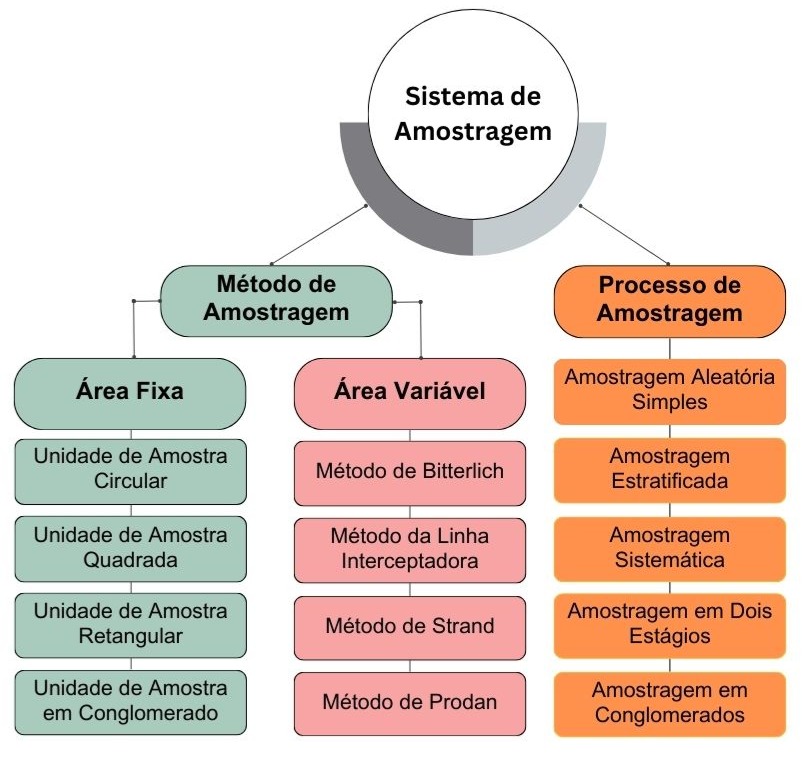 Sistema de
Amostragem
Método de
Amostragem
Processo de
Amostragem
Área Fixa
Unidade de Amostra
Circular
Unidade de Amostra
Quadrada
Unidade de Amostra
Retangular
Unidade de Amostra
em Conglomerado
Área Variável
Método de Bitterlich
Método da Linha
Interceptadora
Método de Strand
Método de Prodan
Amostragem Aleatória
Simples
Amostragem
Estratificada
Amostragem
Sistemática
Amostragem em Dois
Estágios
Amostragem em
Conglomerados